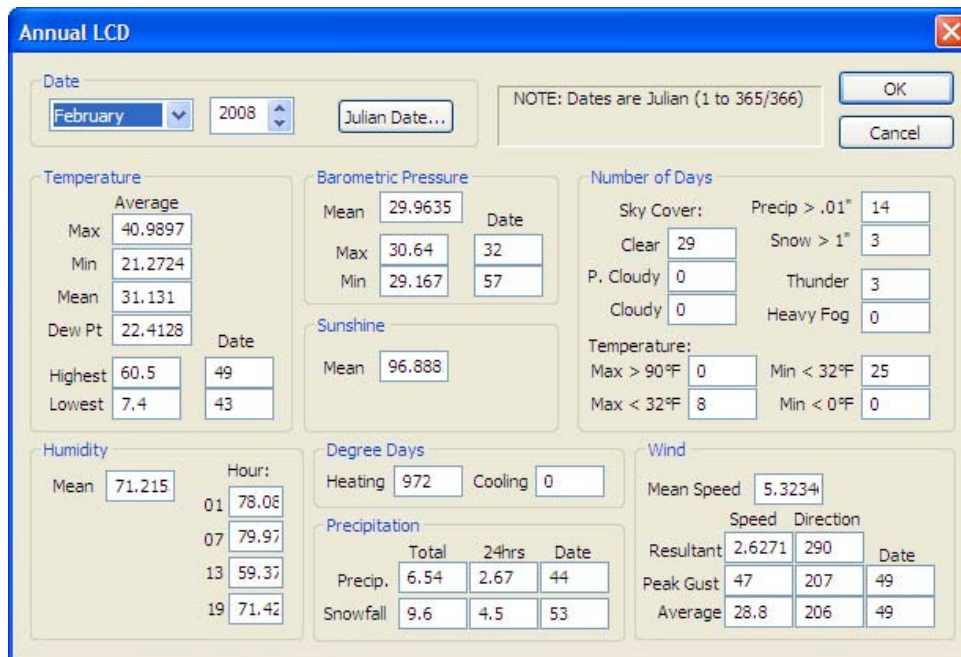 Annual LCD
Date
February 2008 Julian Date...
NOTE: Dates are Julian (1 to 365/366)
OK
Cancel
Temperature
Average
Max 40.9897
Min 21.2724
Mean 31.131
Dew Pt 22.4128
Date
Highest 60.5 49
Lowest 7.4 43
Barometric Pressure
Mean 29.9635 Date
Max 30.64 32
Min 29.167 57
Sunshine
Mean 96.888
Number of Days
Sky Cover: Precip > .01" 14
Clear 29 Snow > 1" 3
P. Cloudy 0 Thunder 3
Cloudy 0 Heavy Fog 0
Temperature:
Max > 90°F 0 Min < 32°F 25
Max < 32°F 8 Min < 0°F 0
Humidity
Mean 71.215 Hour:
01 78.08
07 79.97
13 59.37
19 71.42
Degree Days
Heating 972 Cooling 0
Precipitation
Total 24hrs Date
Precip. 6.54 2.67 44
Snowfall 9.6 4.5 53
Wind
Mean Speed 5.3234
Speed Direction
Resultant 2.6271 290 Date
Peak Gust 47 207 49
Average 28.8 206 49